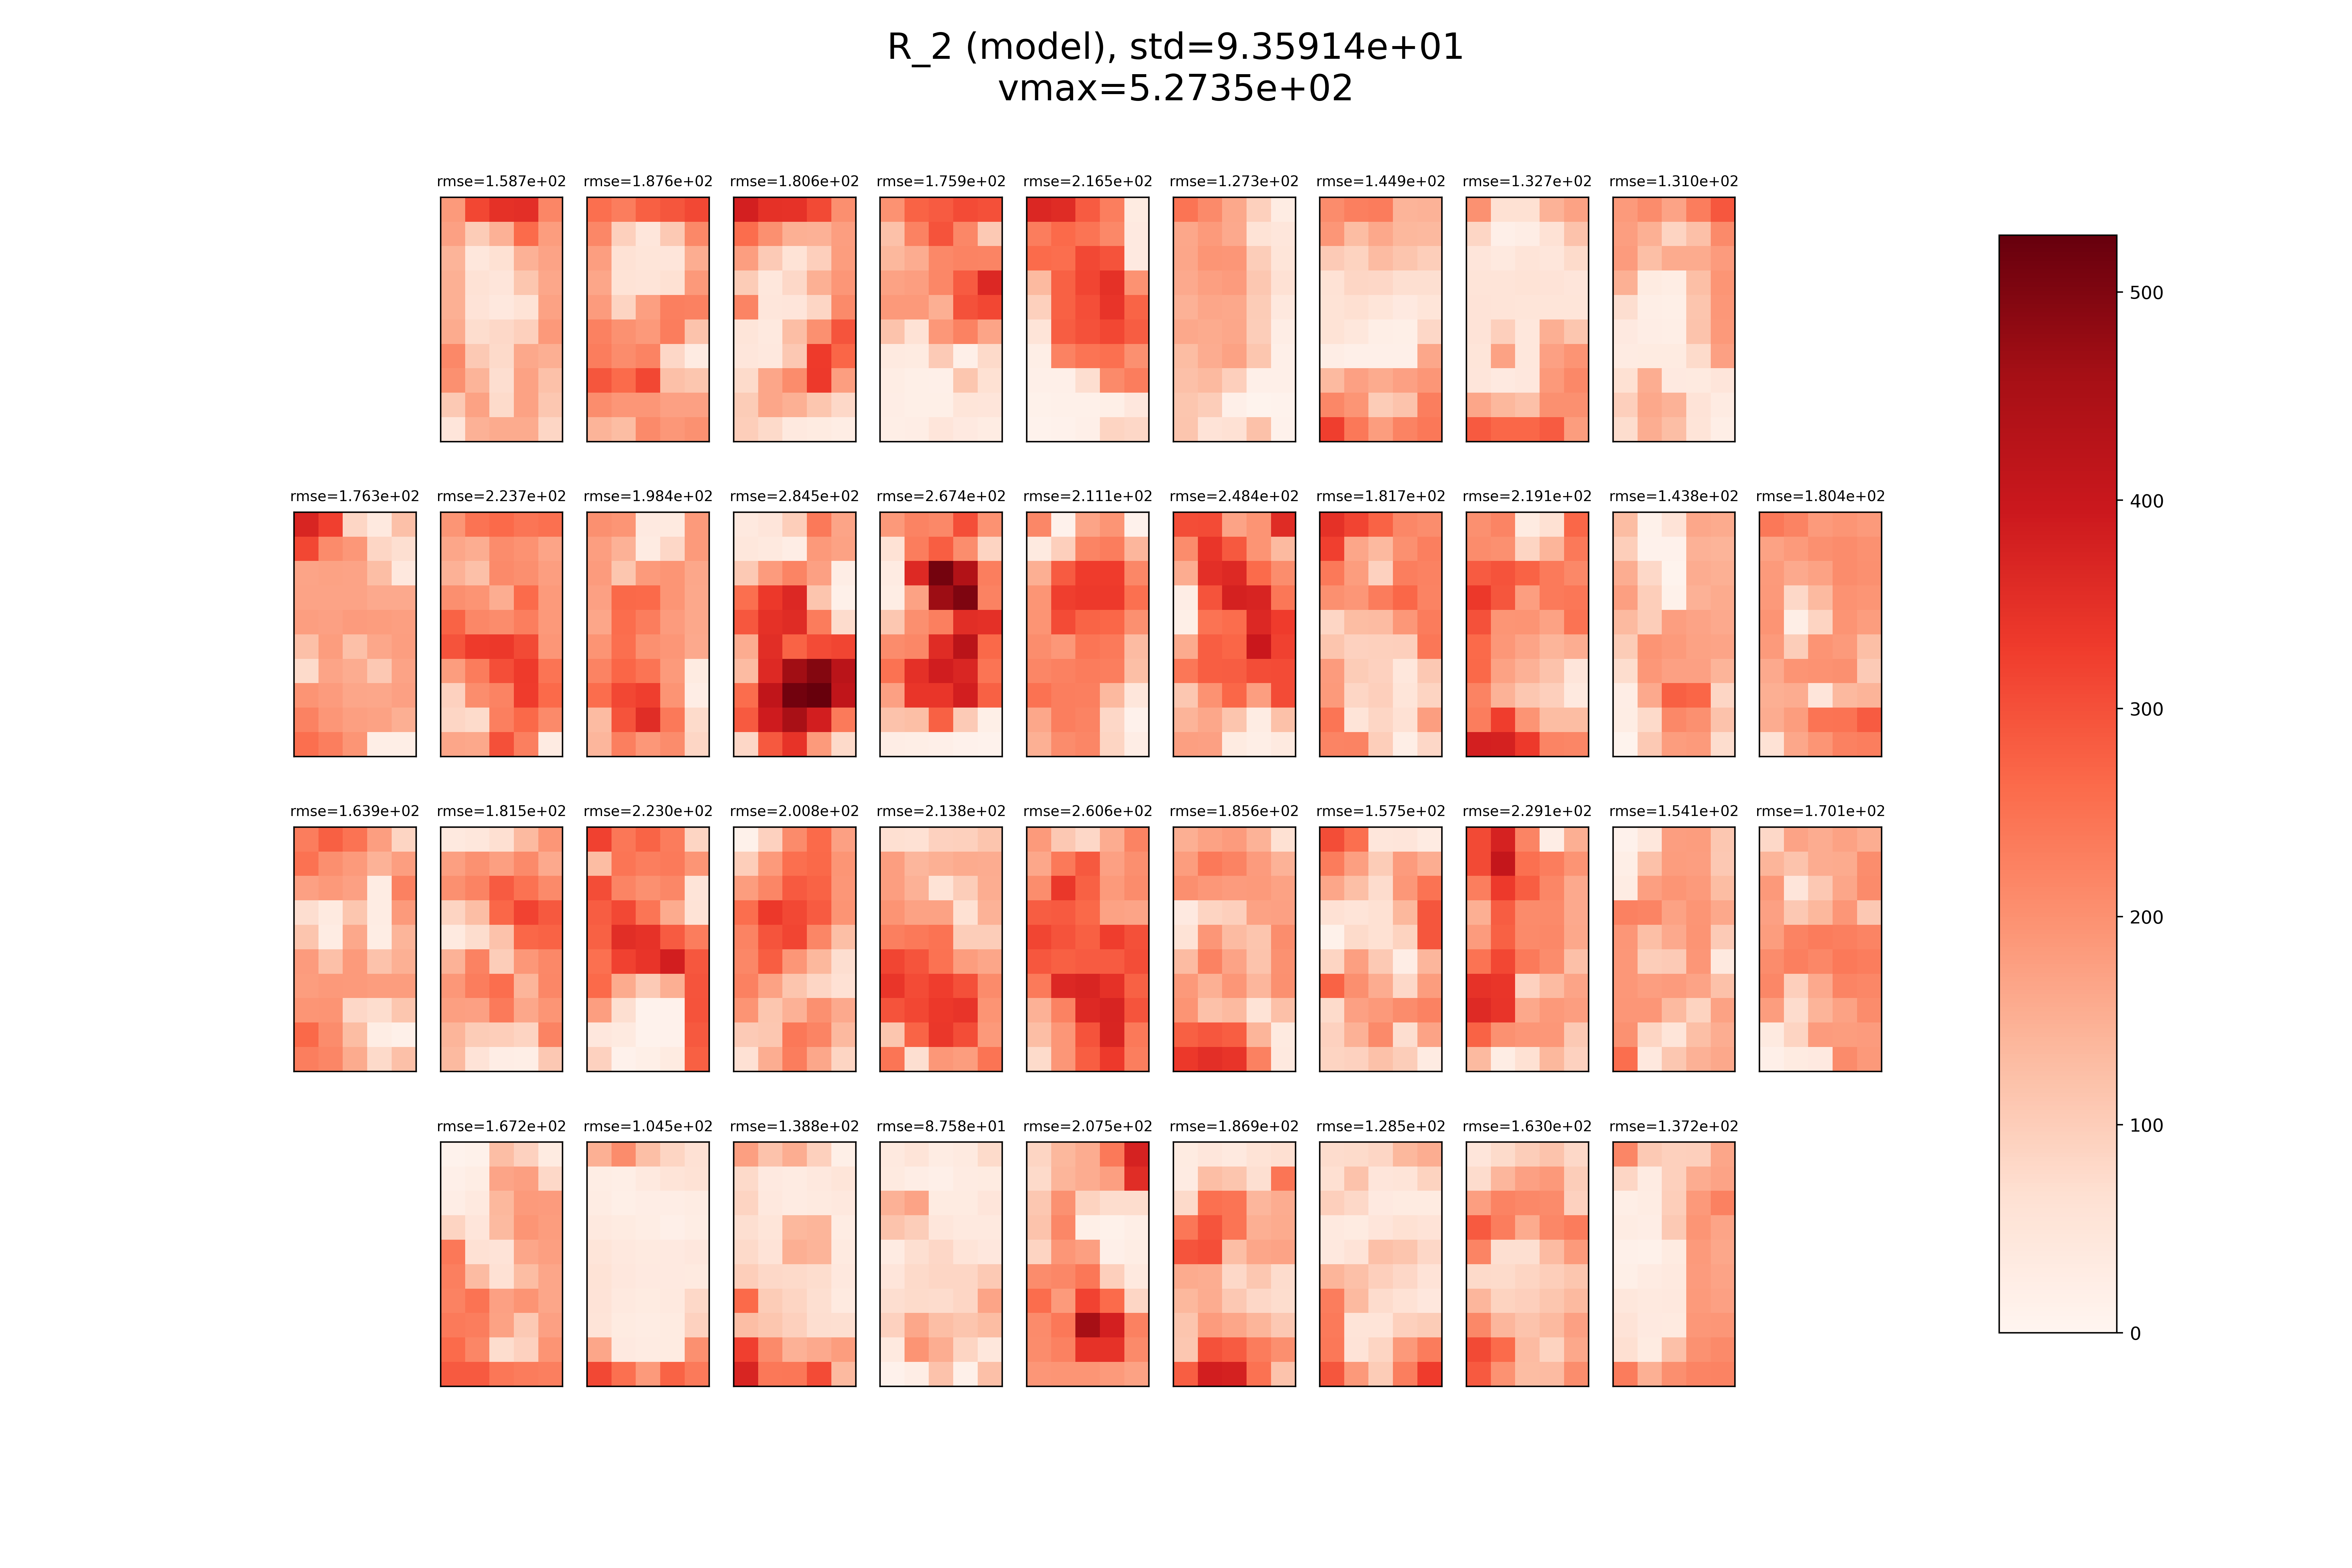 R_2 (model), std=9.35914e+01
vmax=5.2735e+02
rmse=1.587e+02 rmse=1.876e+02 rmse=1.806e+02 rmse=1.759e+02 rmse=2.165e+02 rmse=1.273e+02 rmse=1.449e+02 rmse=1.327e+02 rmse=1.310e+02
rmse=1.763e+02 rmse=2.237e+02 rmse=1.984e+02 rmse=2.845e+02 rmse=2.674e+02 rmse=2.111e+02 rmse=2.484e+02 rmse=1.817e+02 rmse=2.191e+02 rmse=1.438e+02 rmse=1.804e+02
rmse=1.639e+02 rmse=1.815e+02 rmse=2.230e+02 rmse=2.008e+02 rmse=2.138e+02 rmse=2.606e+02 rmse=1.856e+02 rmse=1.575e+02 rmse=2.291e+02 rmse=1.541e+02 rmse=1.701e+02
rmse=1.672e+02 rmse=1.045e+02 rmse=1.388e+02 rmse=8.758e+01 rmse=2.075e+02 rmse=1.869e+02 rmse=1.285e+02 rmse=1.630e+02 rmse=1.372e+02
500
400
300
200
100
0